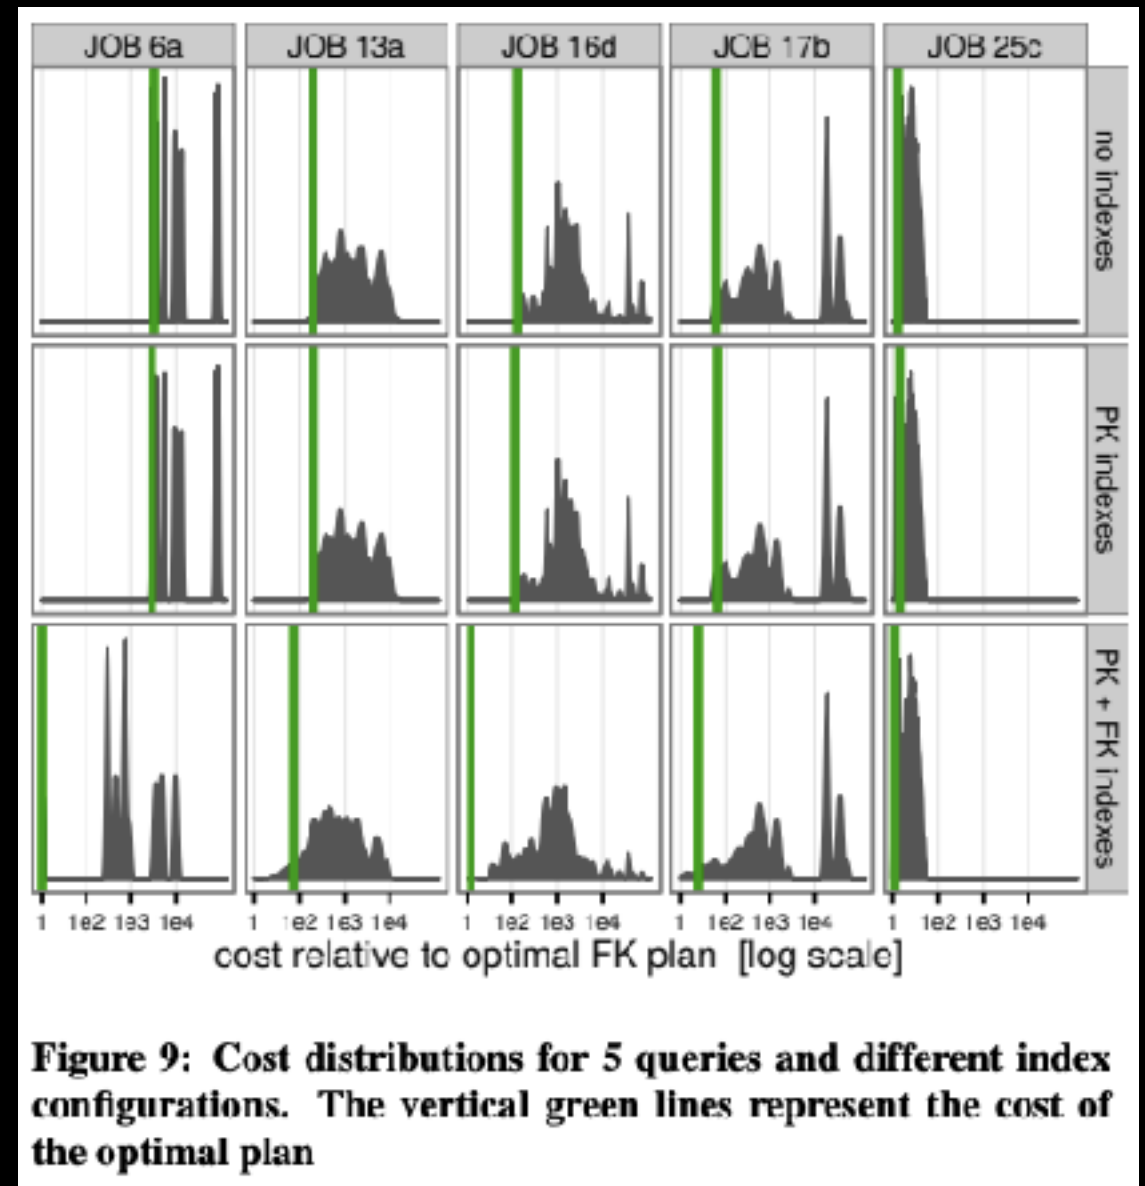 JOB 6a JOB 13a JOB 16d JOB 17b JOB 25c
no indexes
PK indexes
PK + FK indexes
1 1e2 1e3 1e4 1 1e2 1e3 1e4 1 1e2 1e3 1e4 1 1e2 1e3 1e4 1 1e2 1e3 1e4
cost relative to optimal FK plan [log scale]
Figure 9: Cost distributions for 5 queries and different index
configurations. The vertical green lines represent the cost of
the optimal plan